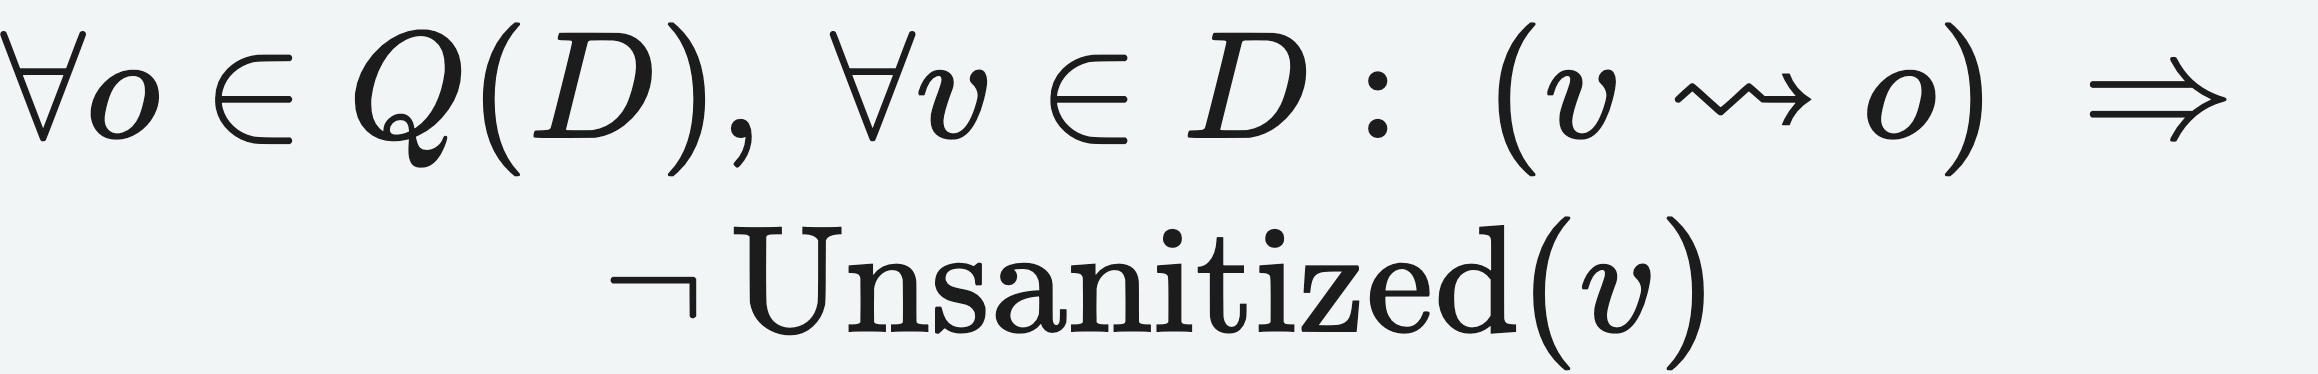 ∀o ∈ Q(D), ∀v ∈ D : (v ⇝ o) ⇒
¬ Unsanitized(v)